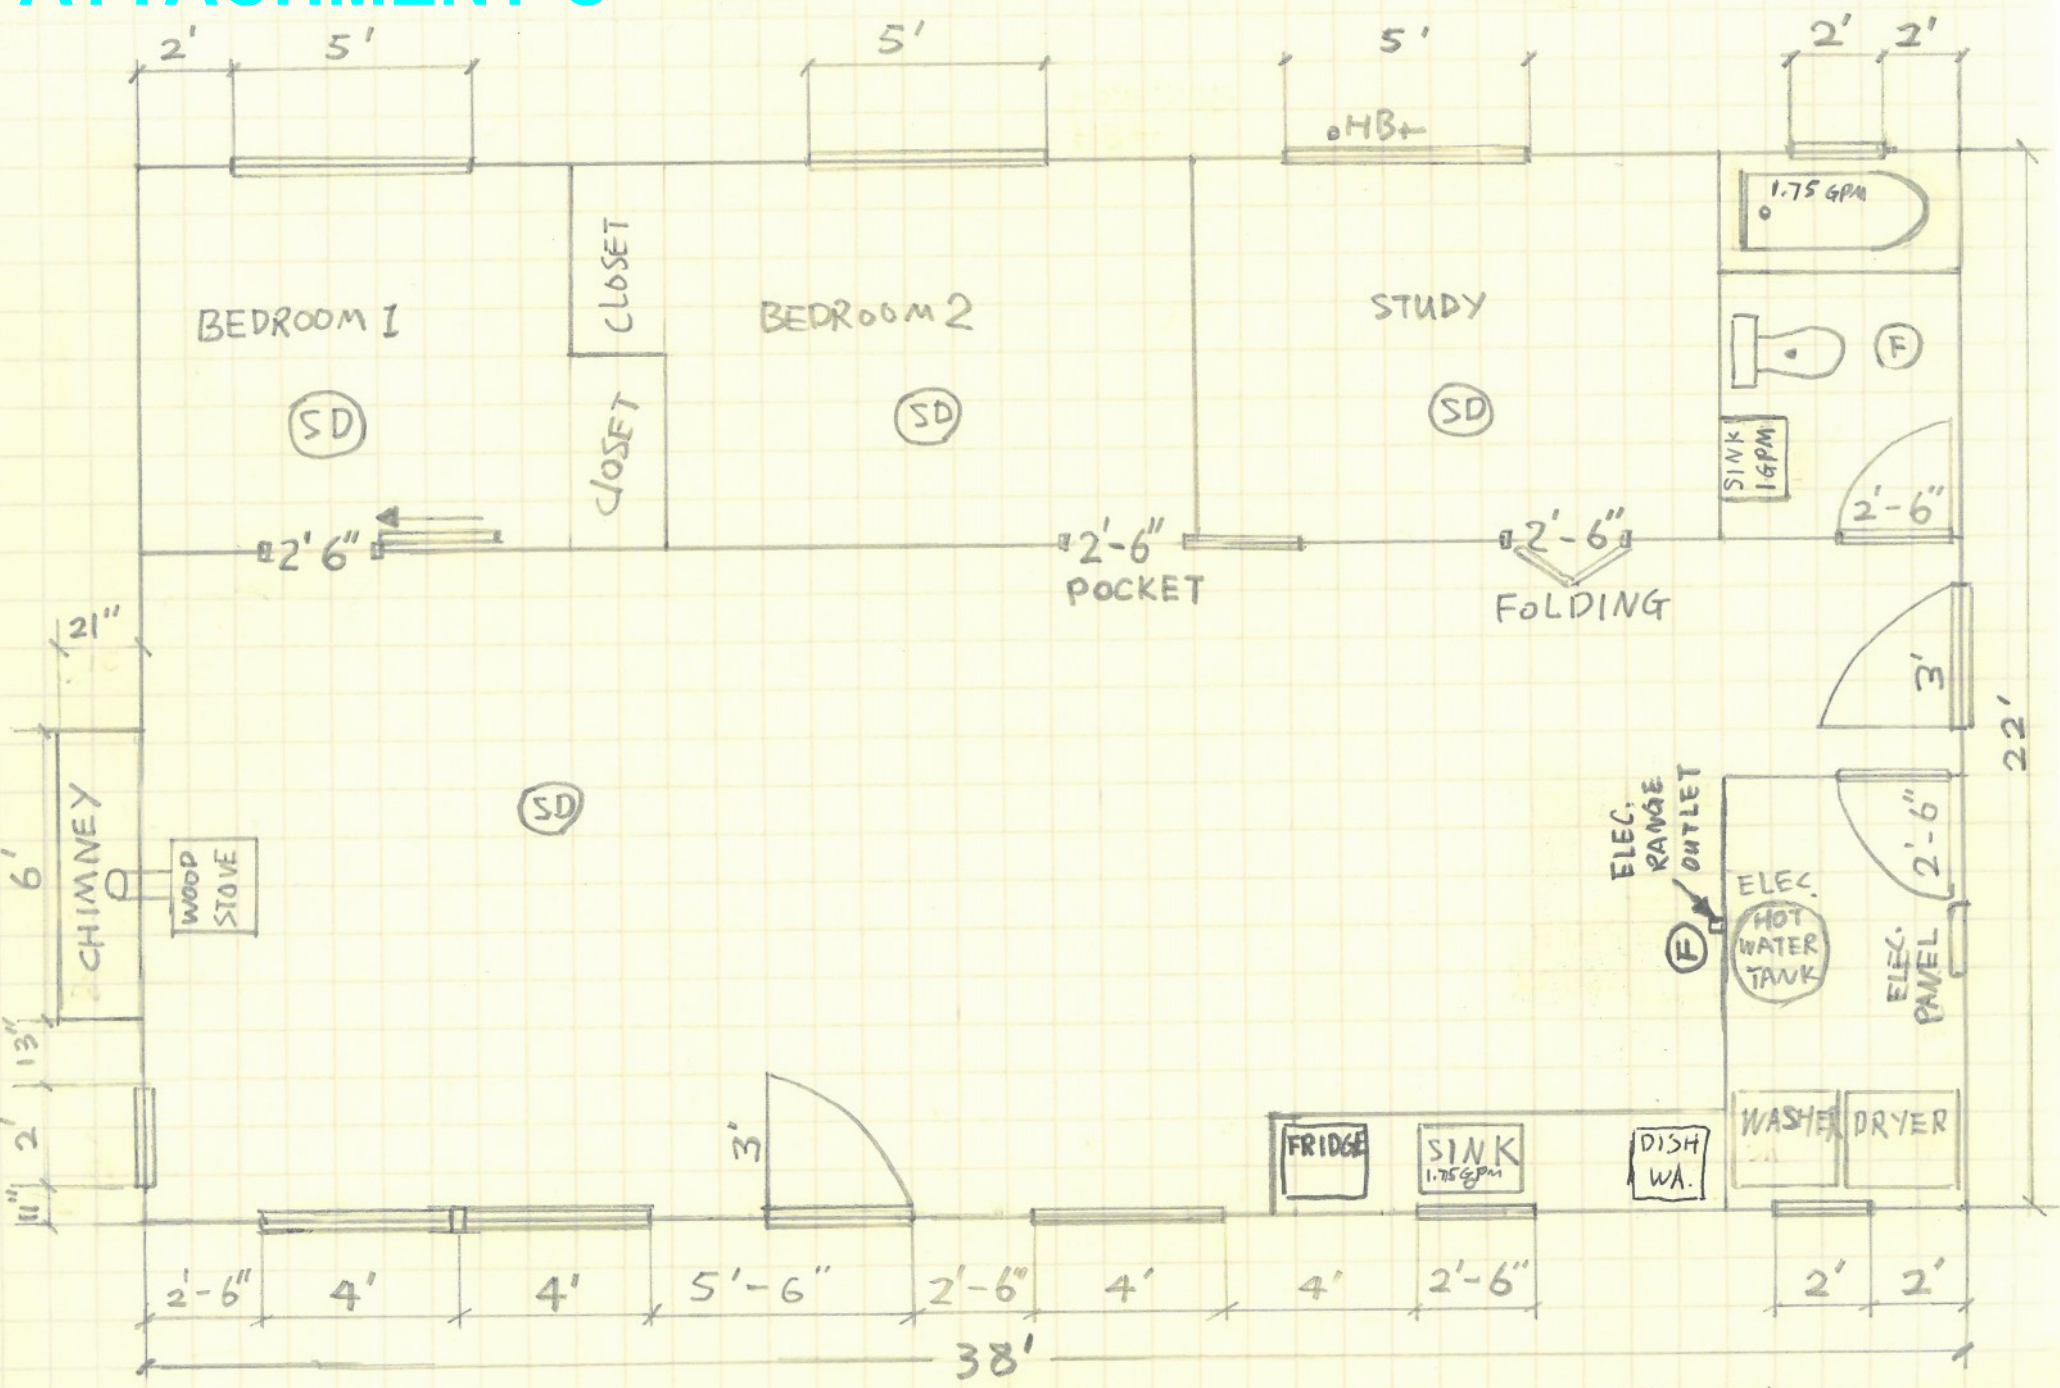 2'
5'
5'
5'
2'
2'
HB
1.75 GPM
BEDROOM 1
CLOSET
BEDROOM 2
STUDY
F
SD
CLOSET
SD
SD
SINK
1 GPM
2'-6"
2'6"
2'-6"
POCKET
2'-6"
FOLDING
21"
3'
22'
SD
ELEC.
RANGE
OUTLET
2'-6"
6'
CHIMNEY
WOOD
STOVE
F
ELEC.
HOT
WATER
TANK
ELEC.
PANEL
13"
2'
11"
3'
FRIDGE
SINK
1.75gpm
DISH
WA.
WASHER
DRYER
2'-6"
4'
4'
5'-6"
2'-6"
4'
4'
2'-6"
2'
2'
38'